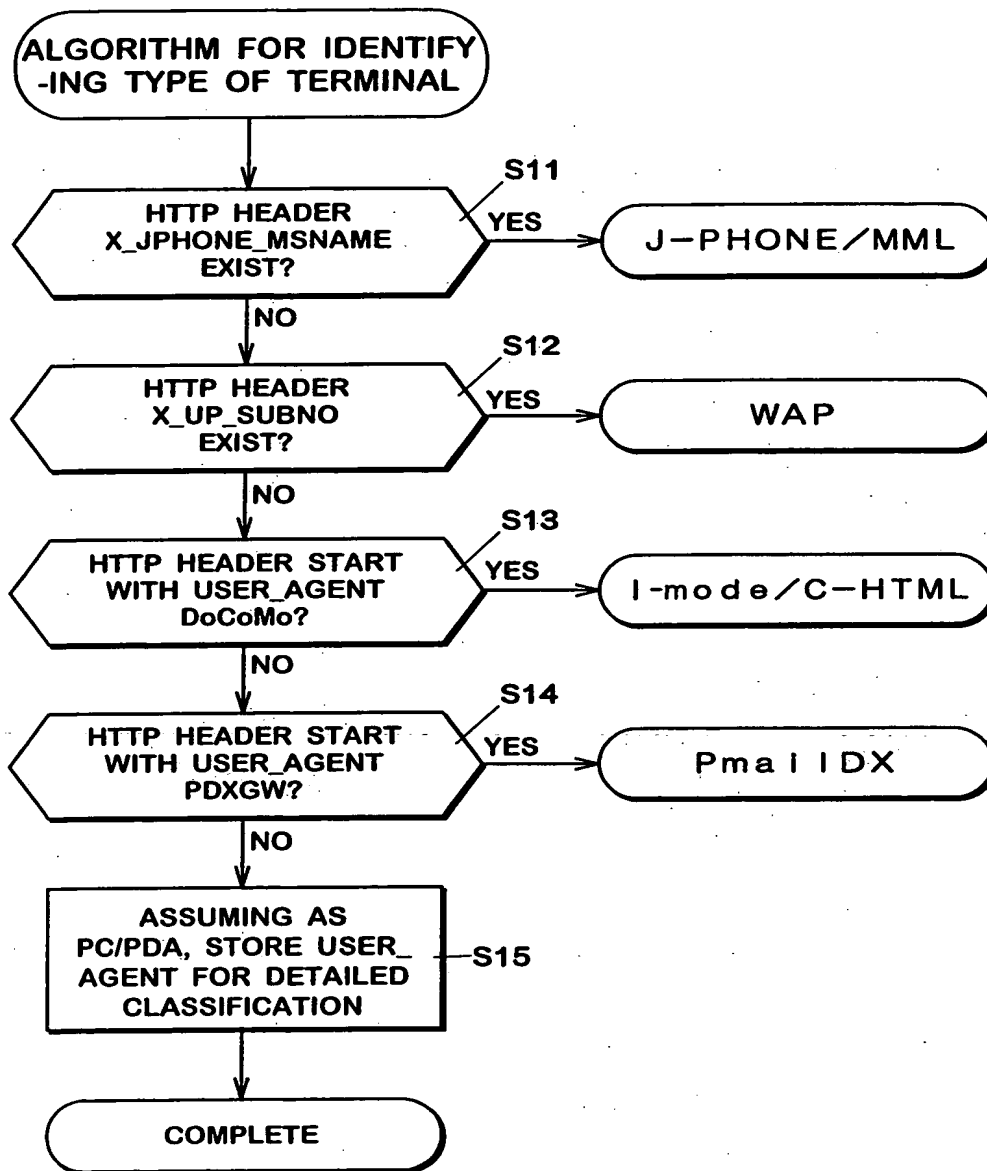 ALGORITHM FOR IDENTIFY
-ING TYPE OF TERMINAL
S11
HTTP HEADER
X_JPHONE_MSNAME
EXIST?
YES
J-PHONE/MML
NO
S12
HTTP HEADER
X_UP_SUBNO
EXIST?
YES
WAP
NO
S13
HTTP HEADER START
WITH USER_AGENT
DoCoMo?
YES
I-mode/C-HTML
NO
S14
HTTP HEADER START
WITH USER_AGENT
PDXGW?
YES
PmailDX
NO
ASSUMING AS
PC/PDA, STORE USER_
AGENT FOR DETAILED
CLASSIFICATION
S15
COMPLETE